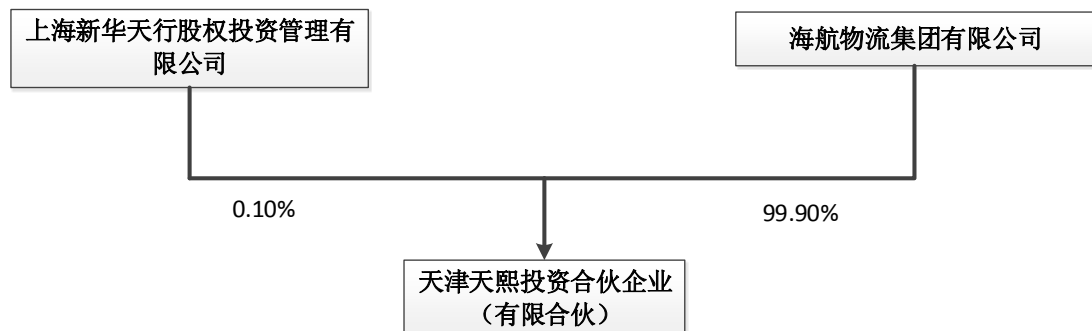 上海新华天行股权投资管理有
限公司
海航物流集团有限公司
0.10%
99.90%
天津天熙投资合伙企业
（有限合伙）